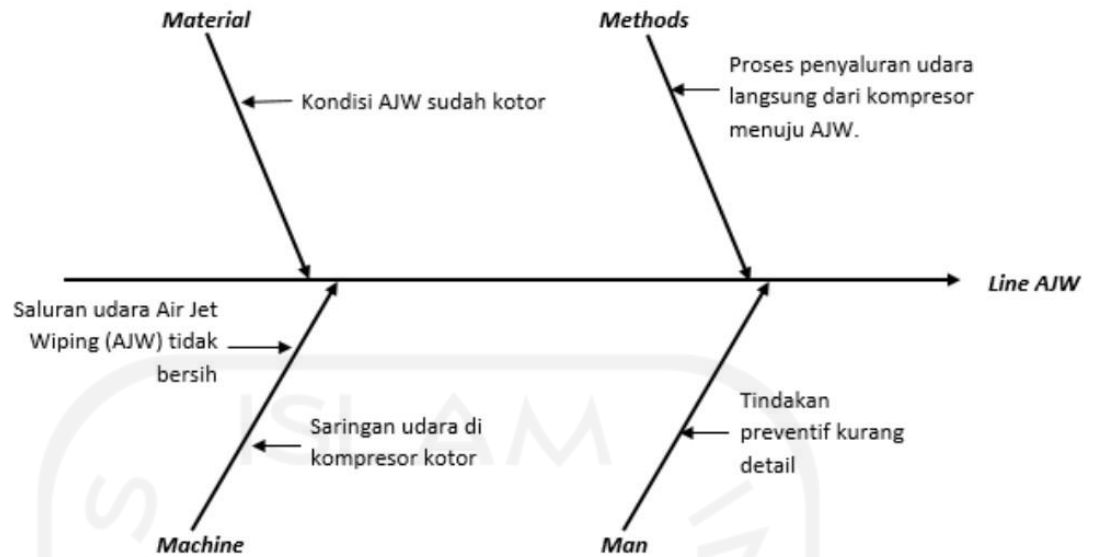 Material
Methods
Kondisi AJW sudah kotor
Proses penyaluran udara
langsung dari kompresor
menuju AJW.
Line AJW
Saluran udara Air Jet
Wiping (AJW) tidak
bersih
Saringan udara di
kompresor kotor
Tindakan
preventif kurang
detail
Machine
Man
ISLAM